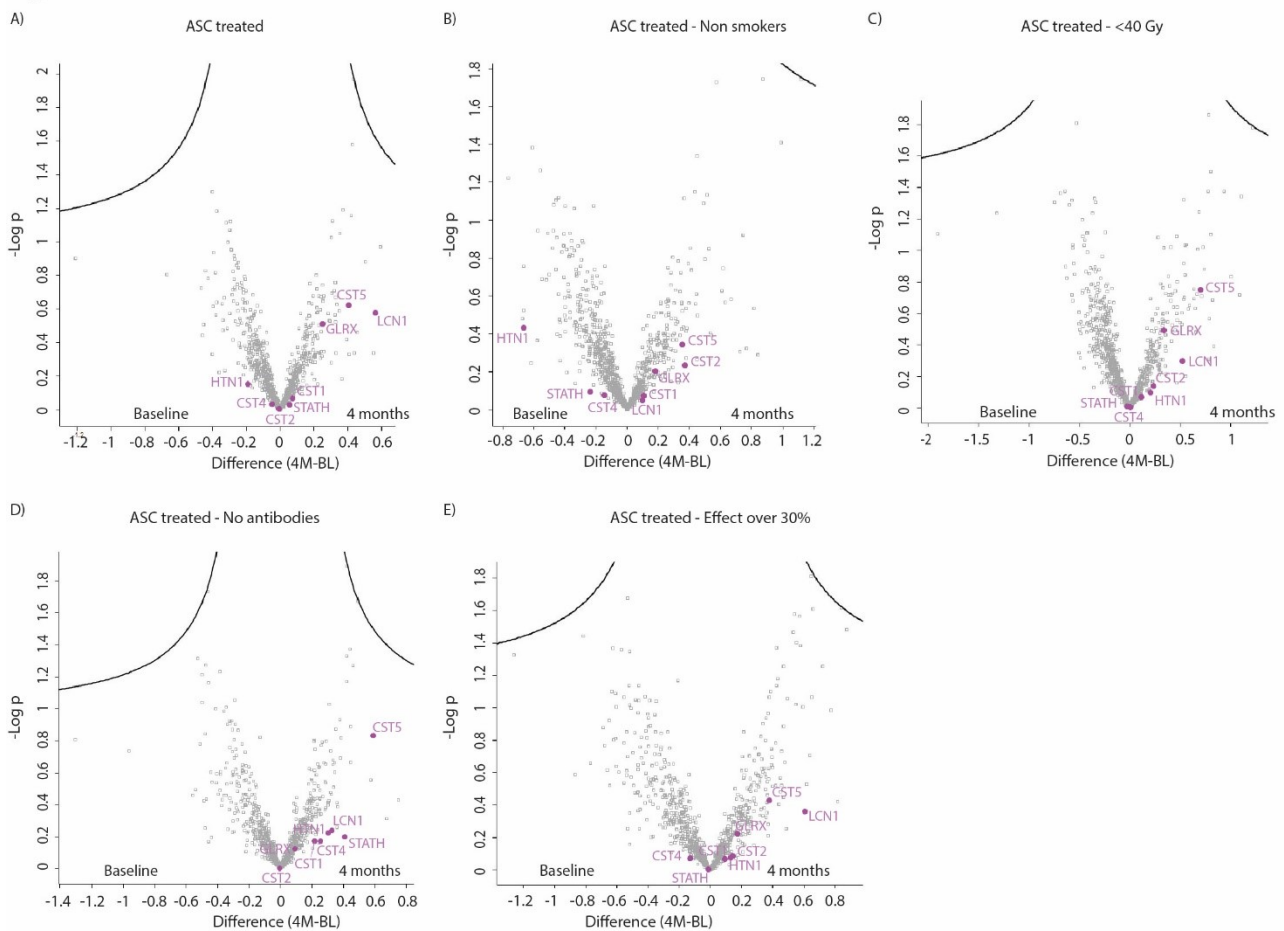 A)
ASC treated
-Log p
2
1.8
1.6
1.4
1.2
1
0.8
0.6
0.4
0.2
0
CST5
LCN1
GLRX
HTN1
CST1
CST4
STATH
CST2
Baseline
4 months
-1.2 -1 -0.8 -0.6 -0.4 -0.2 0 0.2 0.4 0.6
Difference (4M-BL)
B)
ASC treated - Non smokers
-Log p
1.8
1.6
1.4
1.2
1
0.8
0.6
0.4
0.2
0
HTN1
CST5
CST2
GLRX
STATH
CST1
CST4
LCN1
Baseline
4 months
-0.8 -0.6 -0.4 -0.2 0 0.2 0.4 0.6 0.8 1 1.2
Difference (4M-BL)
C)
ASC treated - <40 Gy
-Log p
1.8
1.6
1.4
1.2
1
0.8
0.6
0.4
0.2
0
CST5
GLRX
LCN1
CST2
HTN1
STATH
CST4
Baseline
4 months
-2 -1.5 -1 -0.5 0 0.5 1
Difference (4M-BL)
D)
ASC treated - No antibodies
-Log p
1.8
1.6
1.4
1.2
1
0.8
0.6
0.4
0.2
0
CST5
LCN1
HTN1
STATH
GLRX
CST4
CST1
CST2
Baseline
4 months
-1.4 -1.2 -1 -0.8 -0.6 -0.4 -0.2 0 0.2 0.4 0.6 0.8
Difference (4M-BL)
E)
ASC treated - Effect over 30%
-Log p
1.8
1.6
1.4
1.2
1
0.8
0.6
0.4
0.2
0
CST5
LCN1
GLRX
CST4
CST2
HTN1
STATH
Baseline
4 months
-1.2 -1 -0.8 -0.6 -0.4 -0.2 0 0.2 0.4 0.6 0.8
Difference (4M-BL)